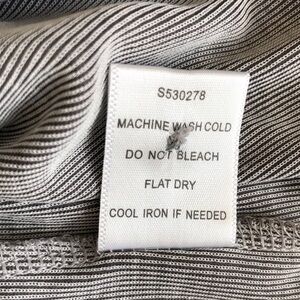 S530278
MACHINE WASH COLD
DO NOT BLEACH
FLAT DRY
COOL IRON IF NEEDED